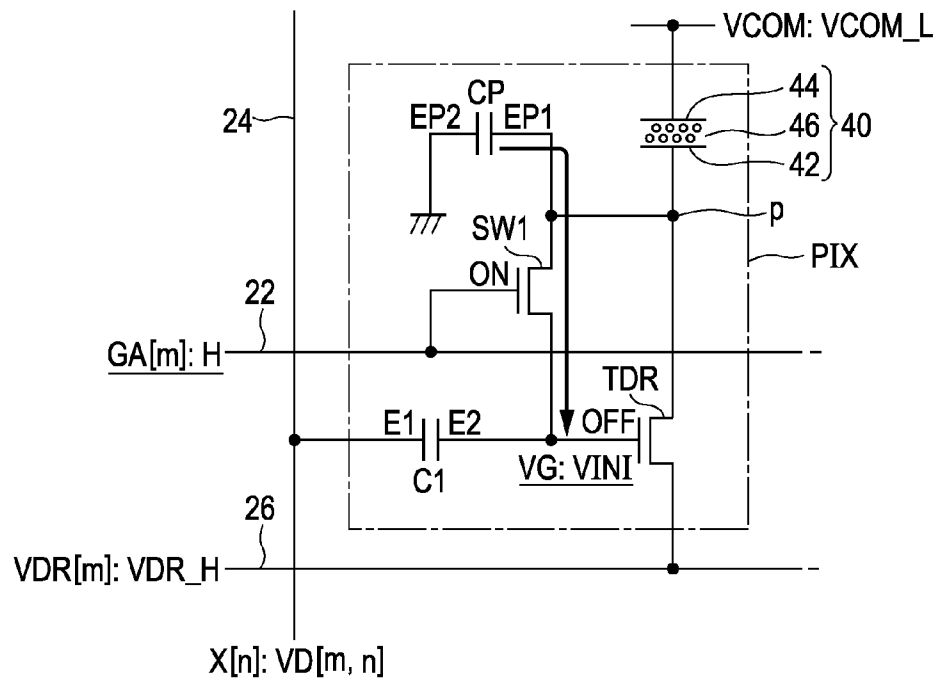 VCOM: VCOM_L
24
CP
EP2
EP1
44
46
42
40
p
SW1
ON
PIX
22
GA[m]: H
TDR
E1
E2
OFF
C1
VG: VINI
26
VDR[m]: VDR_H
X[n]: VD[m, n]